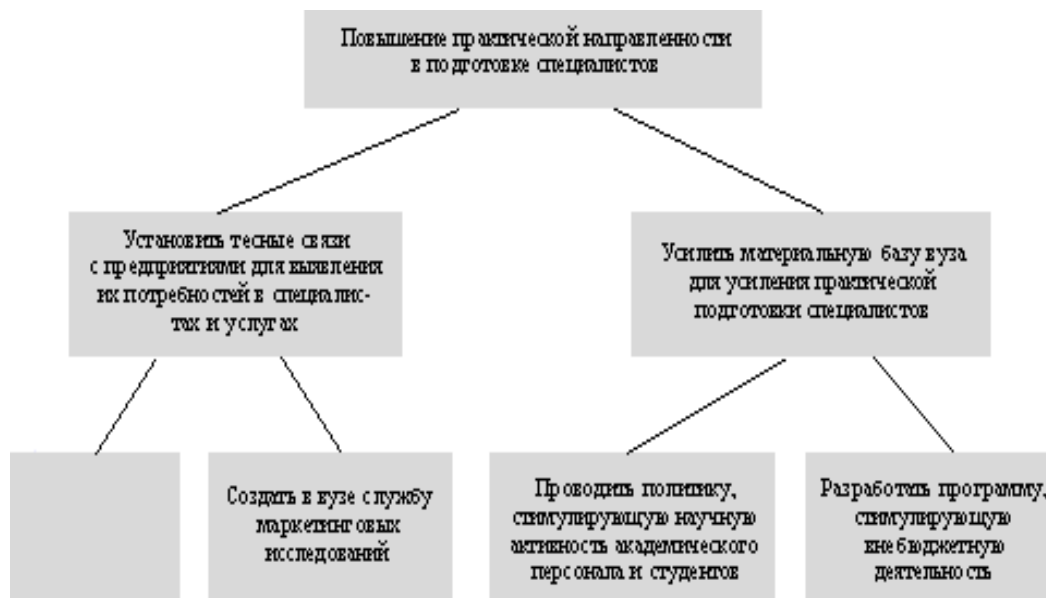 Повышение практической направленности
в подготовке специалистов
Установить тесные связи
с предприятиями для выявления
их потребностей в специалис-
тах и услугах
Усилить материальную базу вуза
для усиления практической
подготовки специалистов
Создать в вузе службу
маркетинговых
исследований
Проводить политику,
стимулирующую научную
активность академического
персонала и студентов
Разработать программу,
стимулирующую
внебюджетную
деятельность